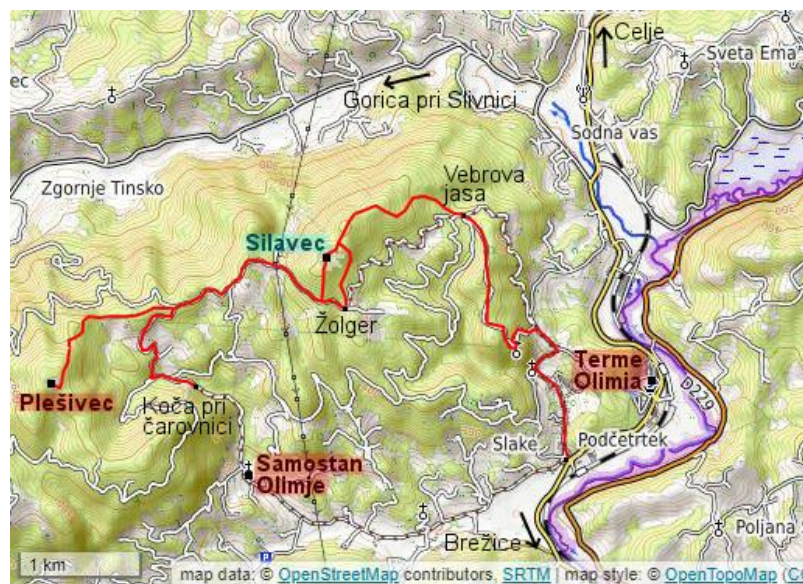 Celje
Sveta Ema
ec
Gorica pri Slivnici
Sodna vas
Zgornje Tinsko
Vebrova
jasa
Silavec
Žolger
Terme
Olimia
D229
Plešivec
Koča pri
čarovnici
Slake
Podčetrtek
Samostan
Olimje
Brežice
Poljana
1 km
P
map data: © OpenStreetMap contributors, SRTM | map style: © OpenTopoMap (C